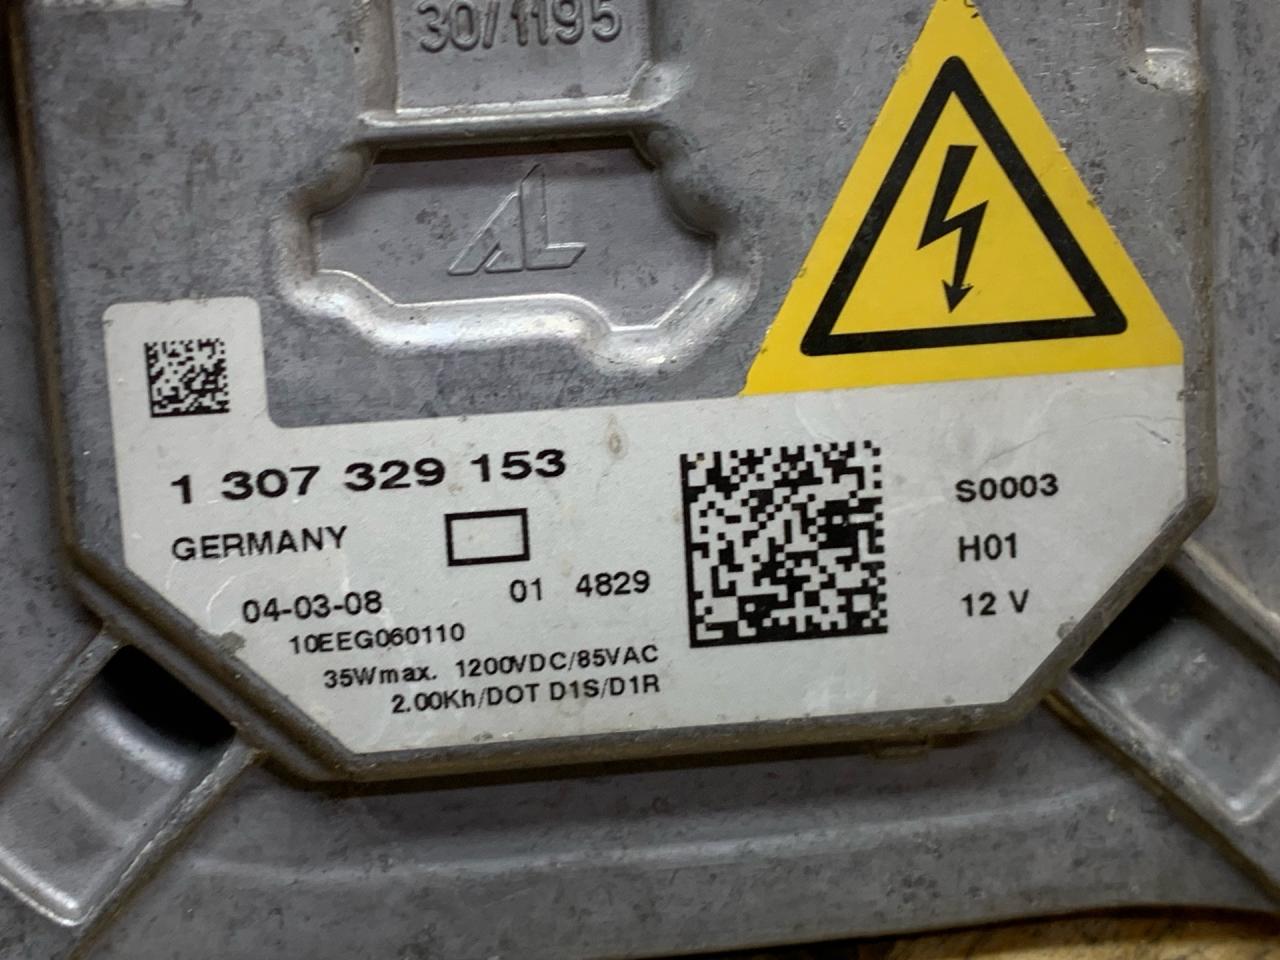 30/1195
AL
1 307 329 153
GERMANY
01 4829
04-03-08
10EEG060110
35Wmax. 1200VDC/85VAC
2.00Kh/DOT D1S/D1R
S0003
H01
12 V